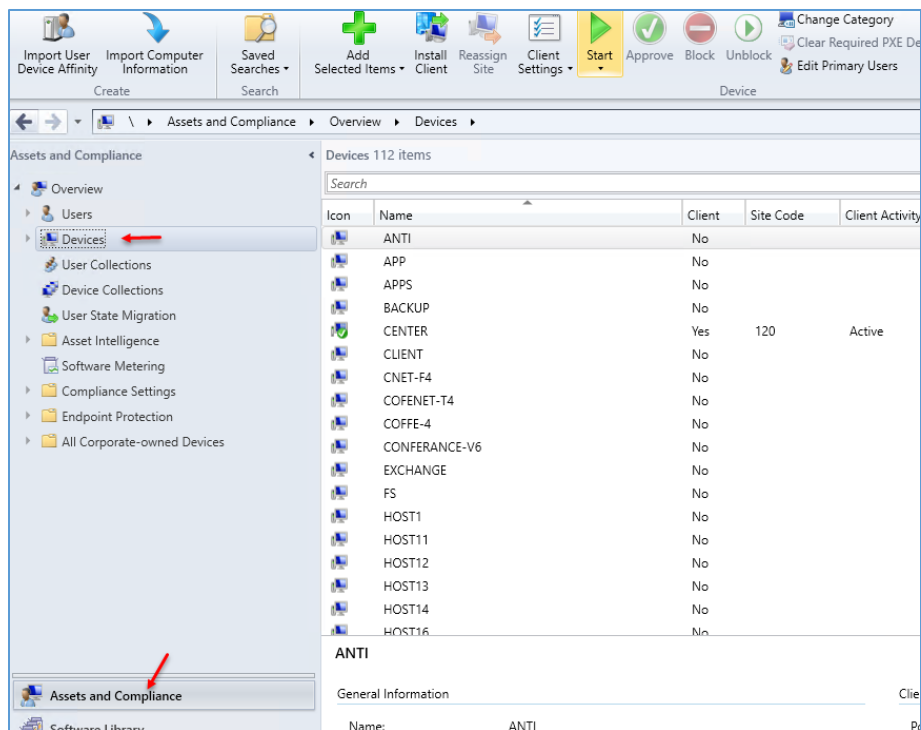 Import User
Device Affinity
Import Computer
Information
Create
Saved
Searches
Search
Add
Selected Items
Install
Client
Reassign
Site
Client
Settings
Start
Approve
Block
Unblock
Change Category
Clear Required PXE De
Edit Primary Users
Device
\ Assets and Compliance Overview Devices
Assets and Compliance
Overview
Users
Devices
User Collections
Device Collections
User State Migration
Asset Intelligence
Software Metering
Compliance Settings
Endpoint Protection
All Corporate-owned Devices
Assets and Compliance
Software Library
Devices 112 items
Search
Icon Name Client Site Code Client Activity
ANTI No
APP No
APPS No
BACKUP No
CENTER Yes 120 Active
CLIENT No
CNET-F4 No
COFENET-T4 No
COFFE-4 No
CONFERANCE-V6 No
EXCHANGE No
FS No
HOST1 No
HOST11 No
HOST12 No
HOST13 No
HOST14 No
HOST16 No
ANTI
General Information Clie
Name: ANTI